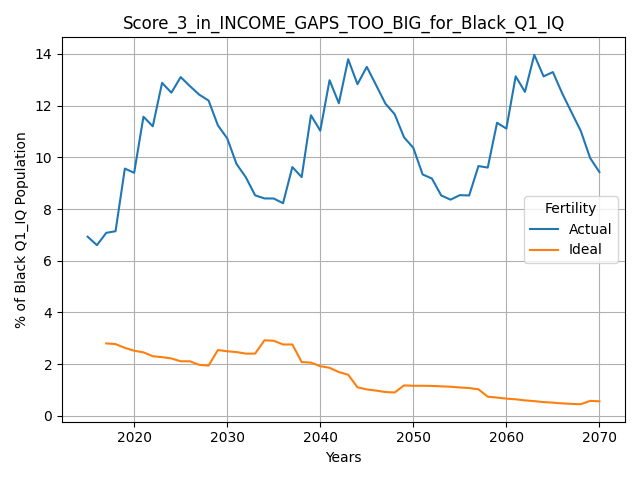 Score_3_in_INCOME_GAPS_TOO_BIG_for_Black_Q1_IQ
% of Black Q1_IQ Population
14
12
10
8
6
4
2
0
Fertility
Actual
Ideal
2020 2030 2040 2050 2060 2070
Years